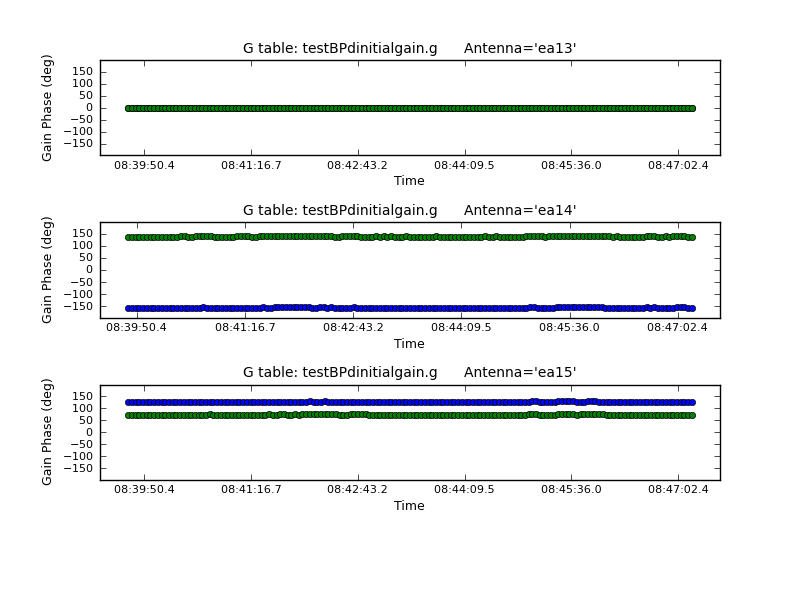 G table: testBPdinitialgain.g Antenna='ea13'
Gain Phase (deg)
150
100
50
0
−50
−100
−150
08:39:50.4 08:41:16.7 08:42:43.2 08:44:09.5 08:45:36.0 08:47:02.4
Time
G table: testBPdinitialgain.g Antenna='ea14'
Gain Phase (deg)
150
100
50
0
−50
−100
−150
08:39:50.4 08:41:16.7 08:42:43.2 08:44:09.5 08:45:36.0 08:47:02.4
Time
G table: testBPdinitialgain.g Antenna='ea15'
Gain Phase (deg)
150
100
50
0
−50
−100
−150
08:39:50.4 08:41:16.7 08:42:43.2 08:44:09.5 08:45:36.0 08:47:02.4
Time